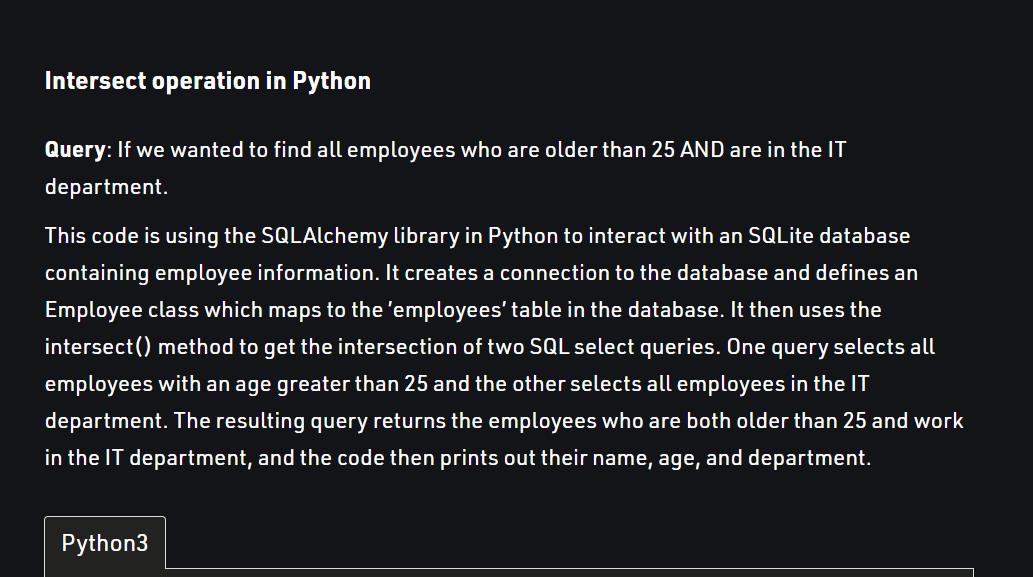 Intersect operation in Python
Query: If we wanted to find all employees who are older than 25 AND are in the IT
department.
This code is using the SQLAlchemy library in Python to interact with an SQLite database
containing employee information. It creates a connection to the database and defines an
Employee class which maps to the ‘employees’ table in the database. It then uses the
intersect() method to get the intersection of two SQL select queries. One query selects all
employees with an age greater than 25 and the other selects all employees in the IT
department. The resulting query returns the employees who are both older than 25 and work
in the IT department, and the code then prints out their name, age, and department.
Python3